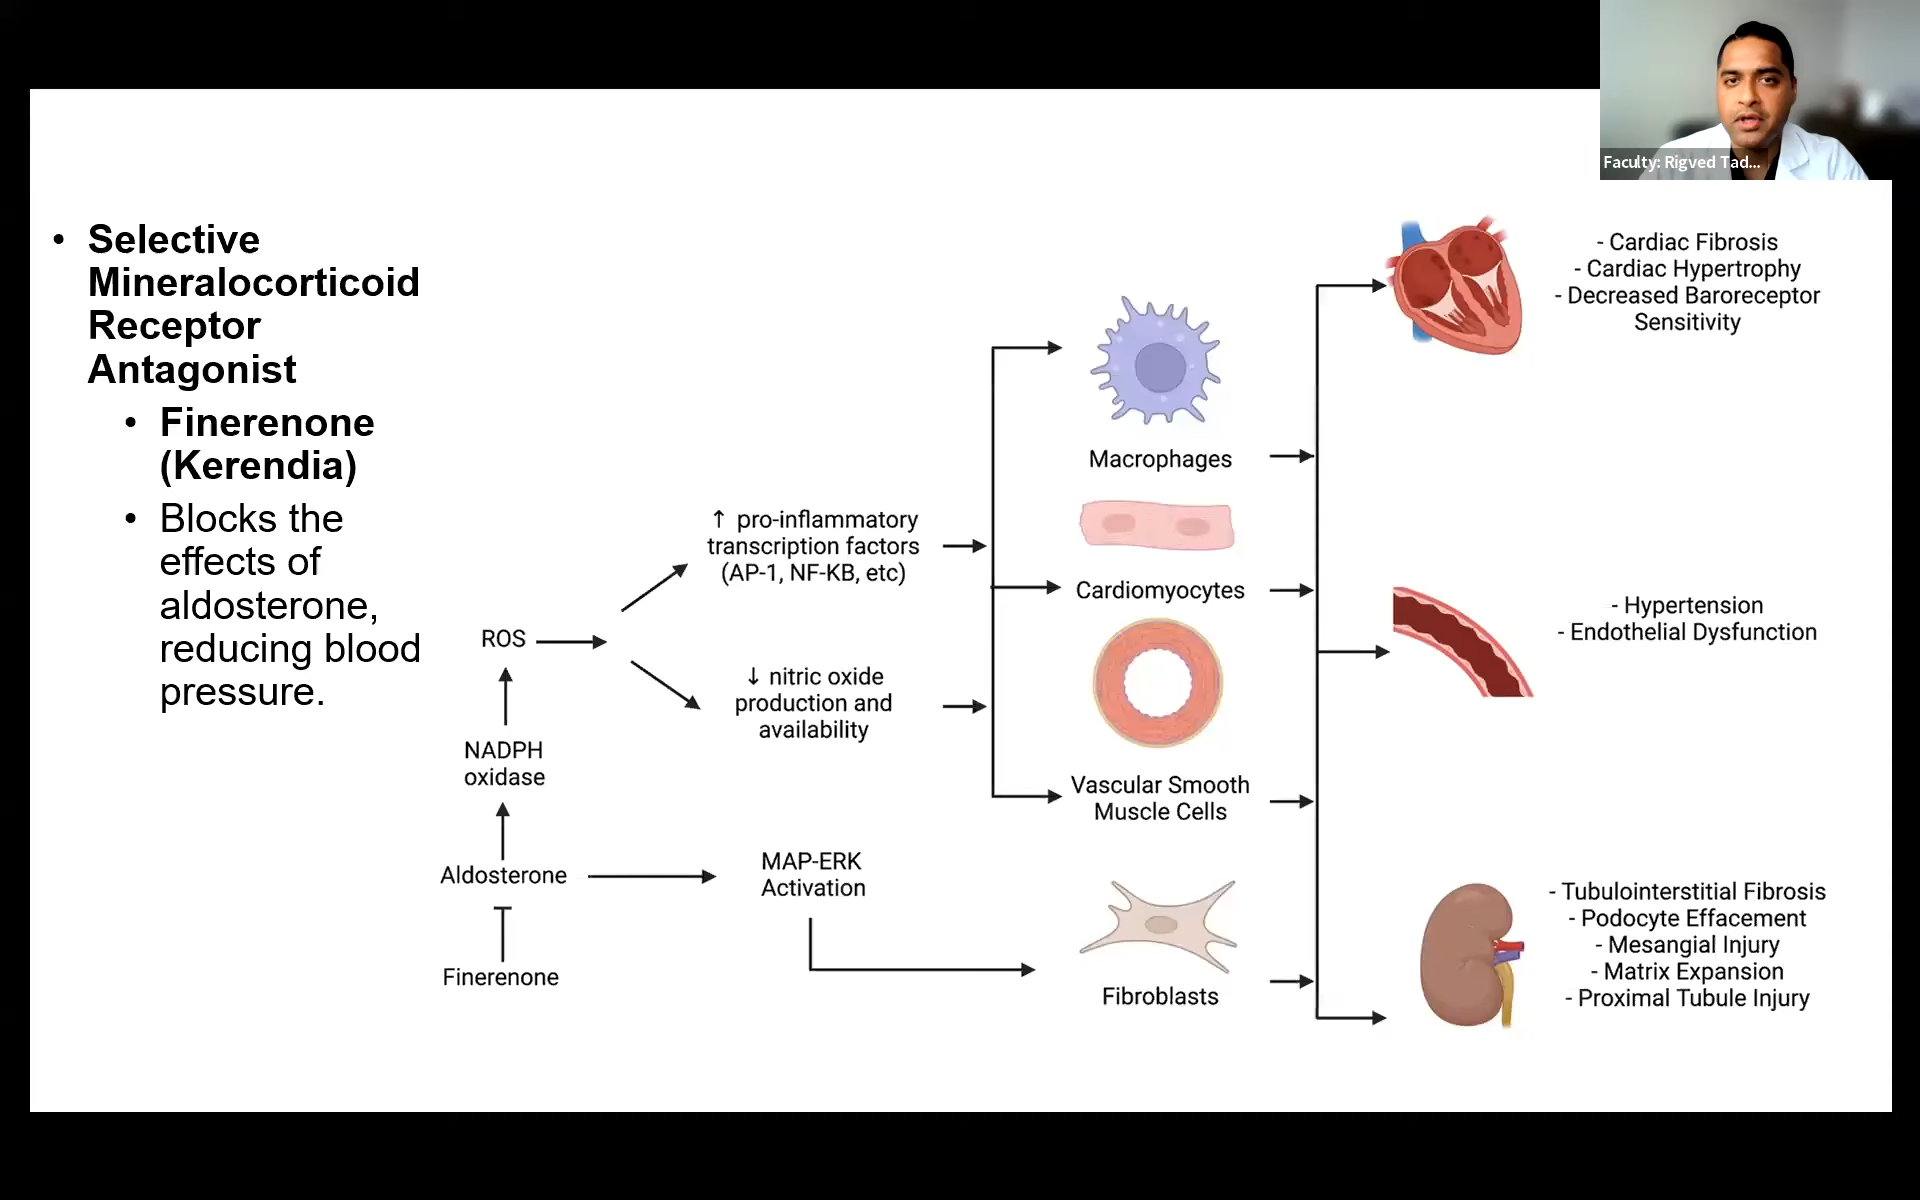 Faculty: Rigved Tad...
• Selective
Mineralocorticoid
Receptor
Antagonist
• Finerenone
(Kerendia)
• Blocks the
effects of
aldosterone,
reducing blood
pressure.
ROS
NADPH
oxidase
Aldosterone
Finerenone
↑ pro-inflammatory
transcription factors
(AP-1, NF-KB, etc)
↓ nitric oxide
production and
availability
MAP-ERK
Activation
Macrophages
Cardiomyocytes
Vascular Smooth
Muscle Cells
Fibroblasts
- Cardiac Fibrosis
- Cardiac Hypertrophy
- Decreased Baroreceptor
Sensitivity
- Hypertension
- Endothelial Dysfunction
- Tubulointerstitial Fibrosis
- Podocyte Effacement
- Mesangial Injury
- Matrix Expansion
- Proximal Tubule Injury